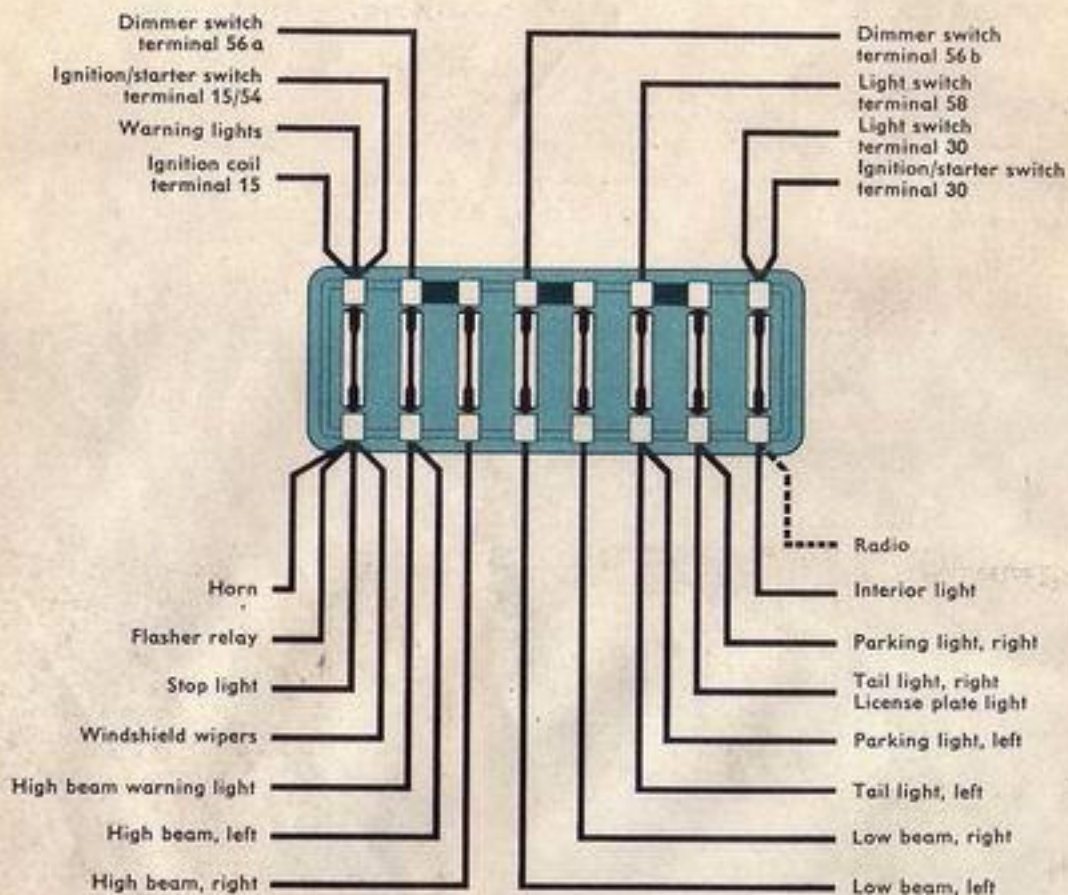 Dimmer switch
terminal 56a
Ignition/starter switch
terminal 15/54
Warning lights
Ignition coil
terminal 15
Dimmer switch
terminal 56b
Light switch
terminal 58
Light switch
terminal 30
Ignition/starter switch
terminal 30
Horn
Flasher relay
Stop light
Windshield wipers
High beam warning light
High beam, left
High beam, right
Radio
Interior light
Parking light, right
Tail light, right
License plate light
Parking light, left
Tail light, left
Low beam, right
Low beam, left